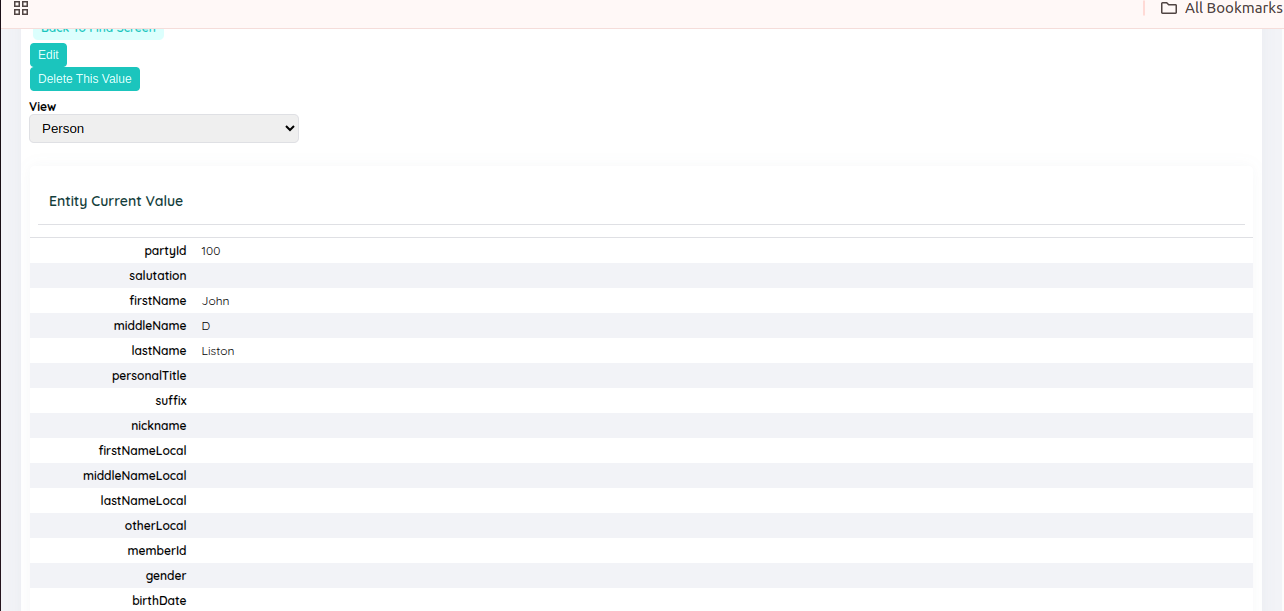 All Bookmarks
Back To Find Screen
Edit
Delete This Value
View
Person
Entity Current Value
partyId 100
salutation
firstName John
middleName D
lastName Liston
personalTitle
suffix
nickname
firstNameLocal
middleNameLocal
lastNameLocal
otherLocal
memberId
gender
birthDate